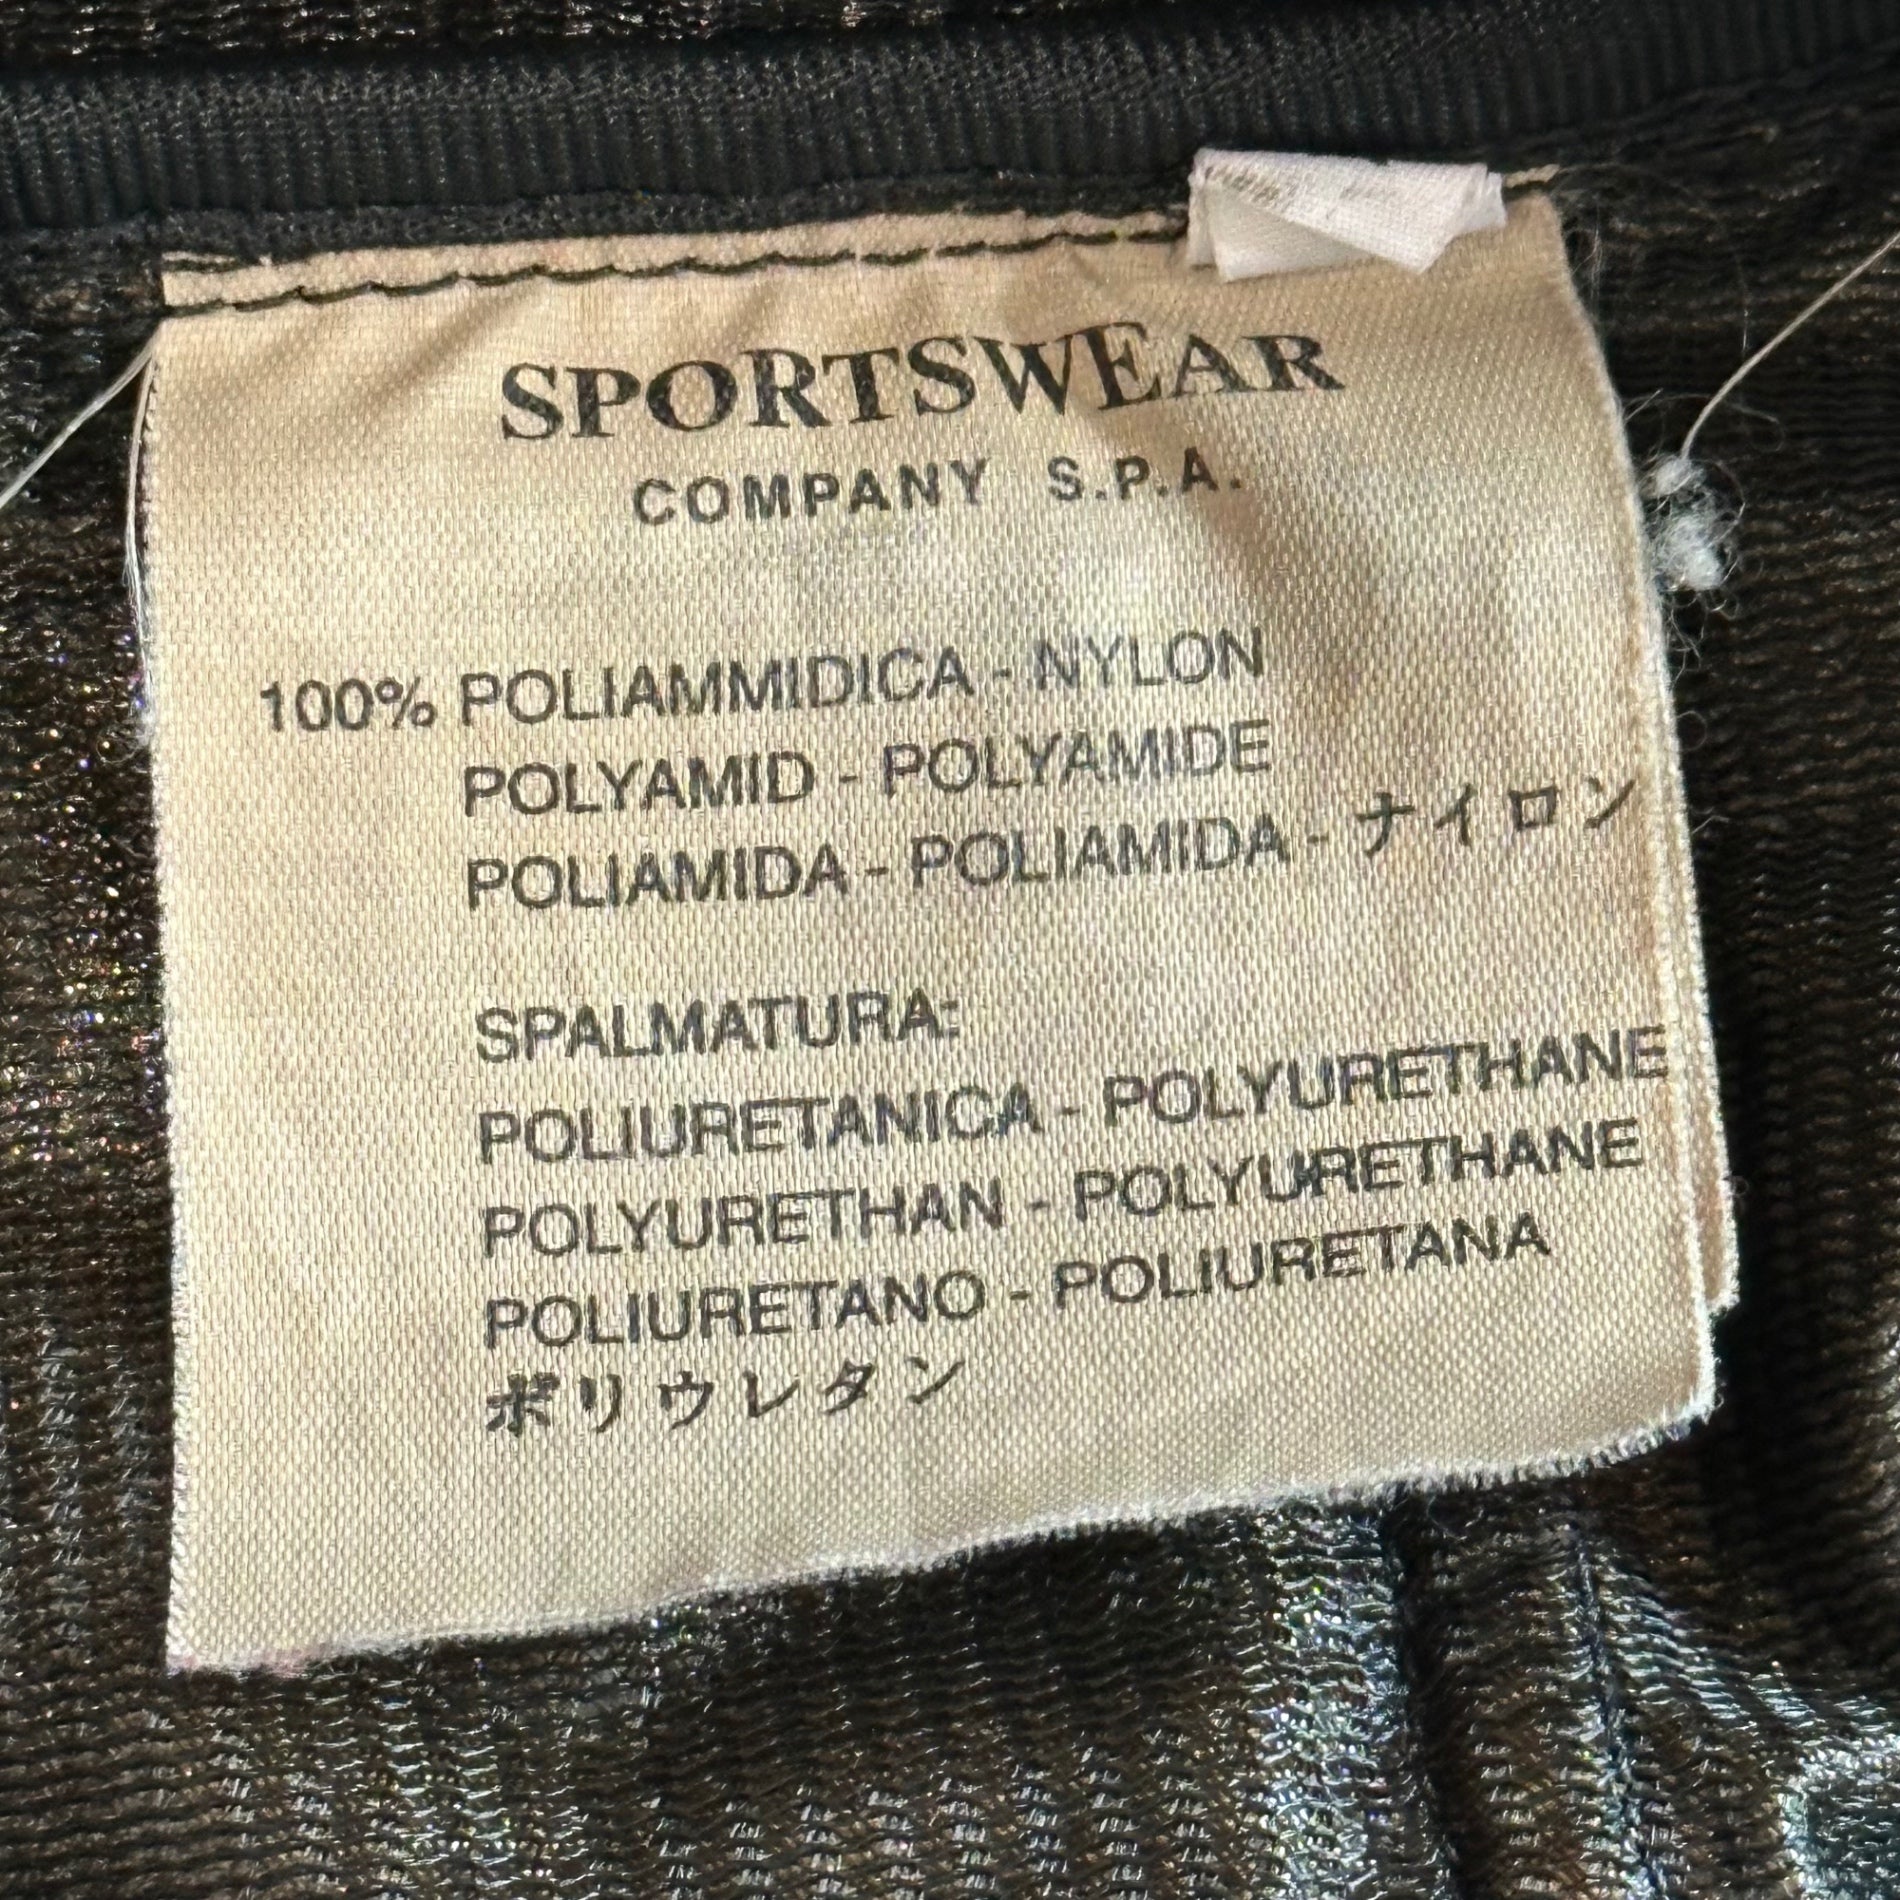 SPORTSWEAR
COMPANY S.P.A.
100% POLIAMMIDICA - NYLON
POLYAMID - POLYAMIDE
POLIAMIDA - POLIAMIDA - ナイロン
SPALMATURA:
POLIURETANICA - POLYURETHANE
POLYURETHAN - POLYURETHANE
POLIURETANO - POLIURETANA
ポリウレタン